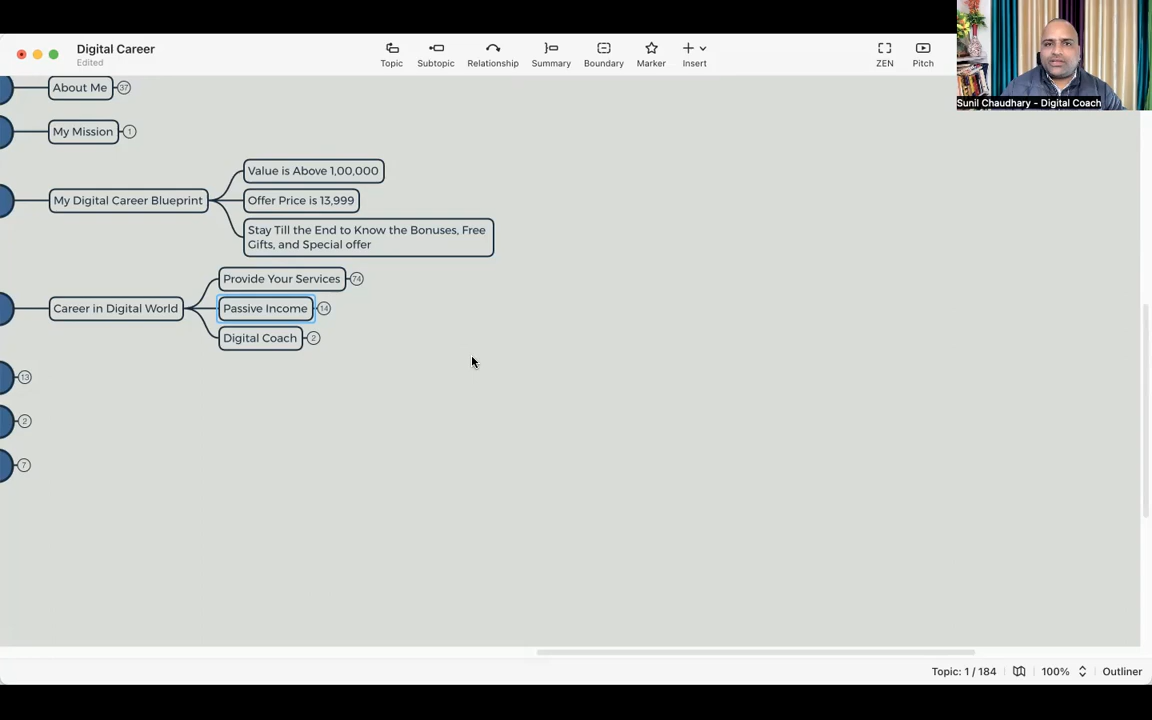 Digital Career
Edited
Topic
Subtopic
Relationship
Summary
Boundary
Marker
Insert
ZEN
Pitch
Sunil Chaudhary - Digital Coach
About Me
37
My Mission
1
My Digital Career Blueprint
Value is Above 1,00,000
Offer Price is 13,999
Stay Till the End to Know the Bonuses, Free
Gifts, and Special offer
Career in Digital World
Provide Your Services
74
Passive Income
14
Digital Coach
2
13
2
7
Topic: 1 / 184
100%
Outliner